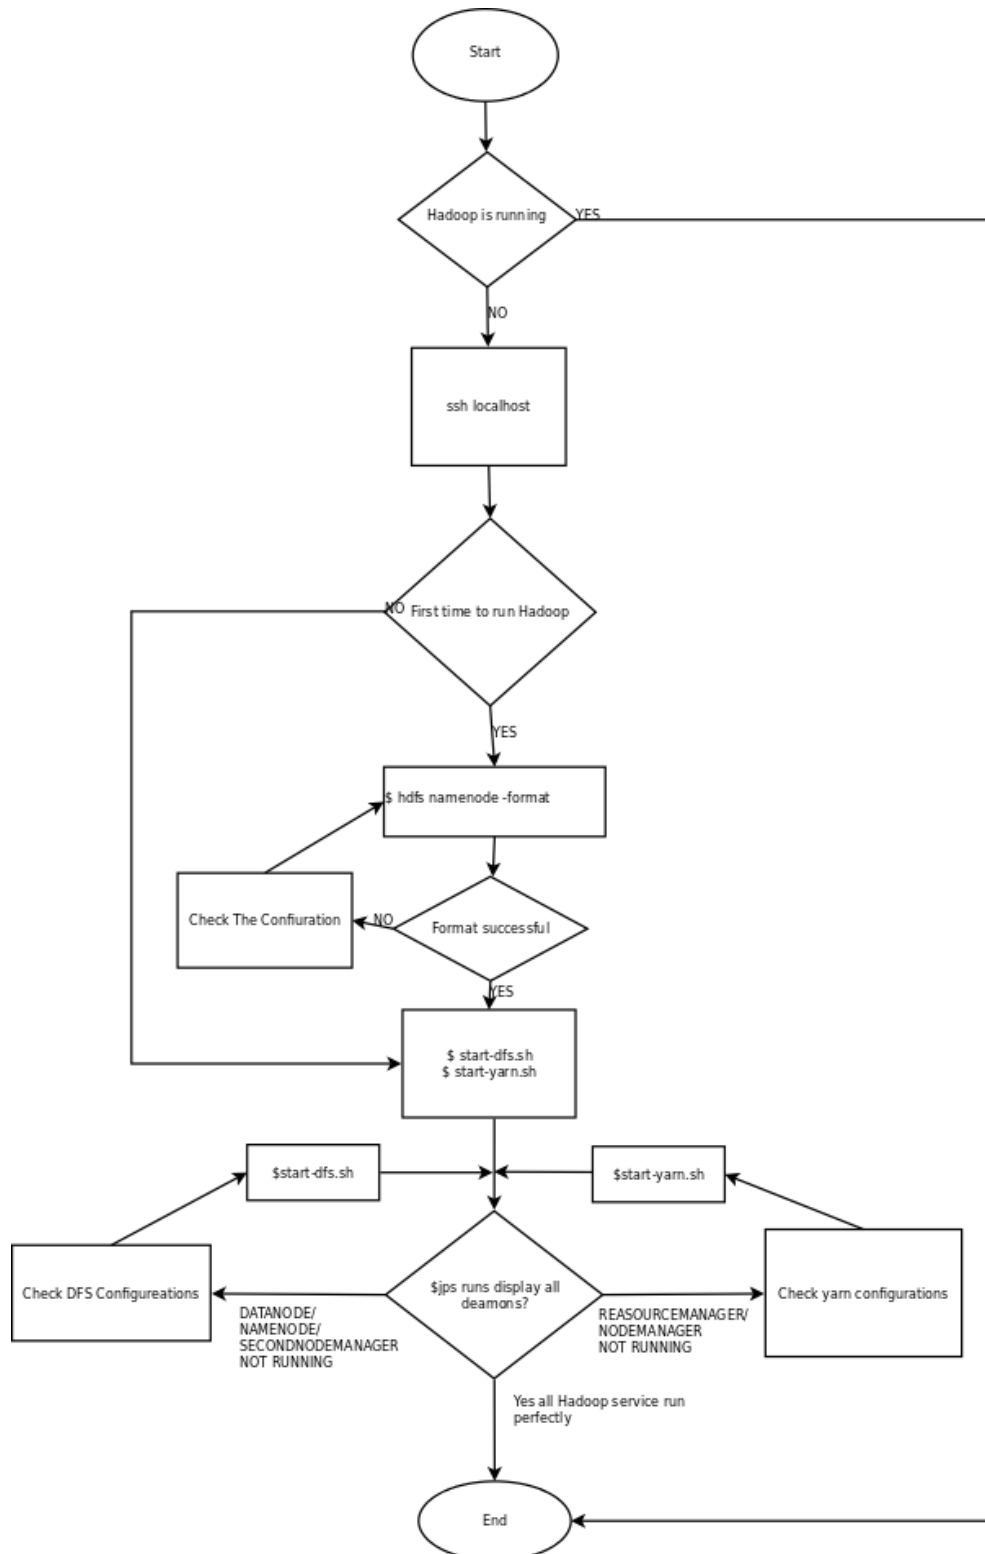 Start
Hadoop is running
YES
NO
ssh localhost
NO
First time to run Hadoop
YES
$ hdfs namenode -format
Check The Confiuration
NO
Format successful
YES
$ start-dfs.sh
$ start-yarn.sh
$start-dfs.sh
$start-yarn.sh
Check DFS Configureations
$jps runs display all
deamons?
Check yarn configurations
DATANODE/
NAMENODE/
SECONDNODEMANAGER
NOT RUNNING
REASOURCEMANAGER/
NODEMANAGER
NOT RUNNING
Yes all Hadoop service run
perfectly
End